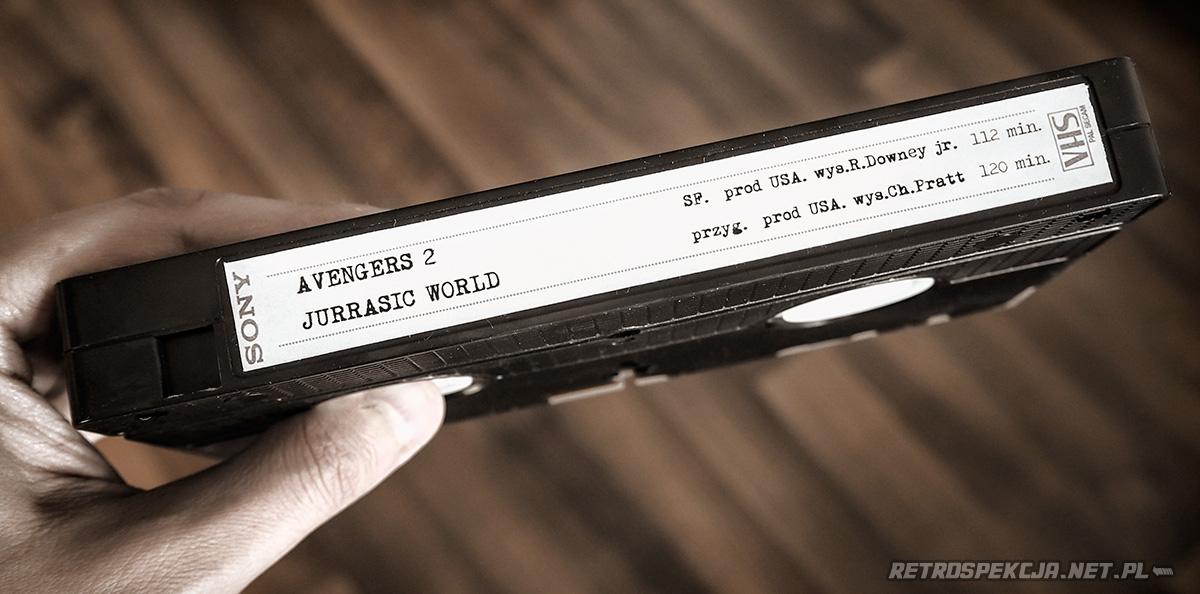 SONY
AVENGERS 2 SF. prod USA. wys.R.Downey jr. 112 min.
JURRASIC WORLD przyg. prod USA. wys.Ch.Pratt 120 min.
VHS
PAL SECAM
RETROSPEKCJA.NET.PL